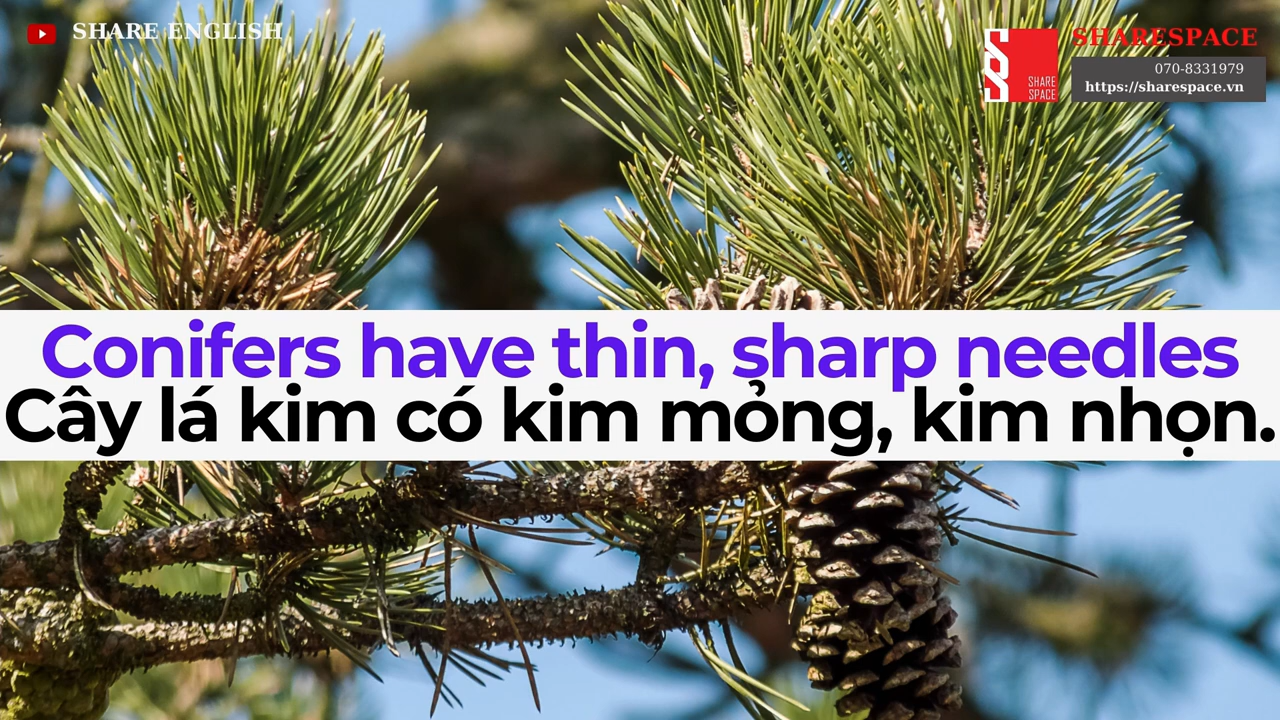 SHARE ENGLISH
SHARESPACE
070-8331979
https://sharespace.vn
SHARE
SPACE
Conifers have thin, sharp needles
Cây lá kim có kim mỏng, kim nhọn.